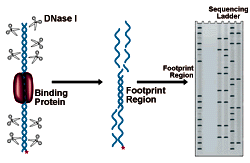 DNase I
Sequencing
Ladder
Footprint
Region
Binding
Protein
Footprint
Region